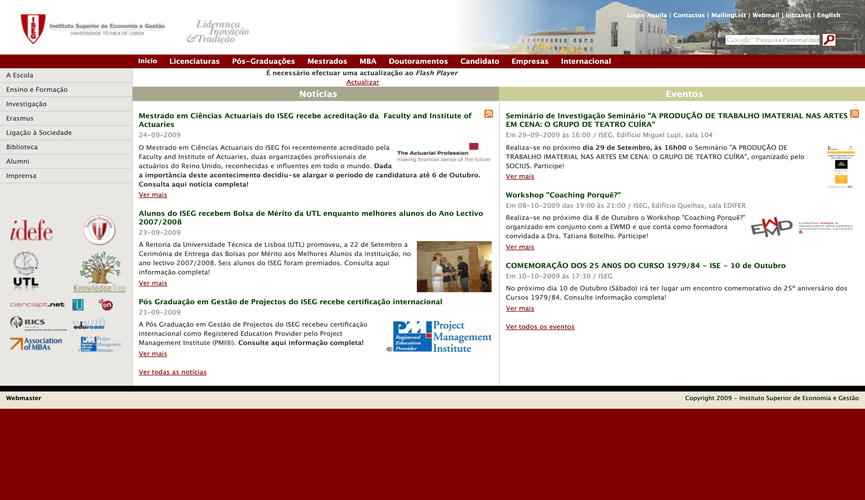 Instituto Superior de Economia e Gestão
UNIVERSIDADE TÉCNICA DE LISBOA
Liderança
Inovação
&Tradição
Login Aquila | Contactos | MailingList | Webmail | Intranet | English
Google™ Pesquisa Personalizad
Início Licenciaturas Pós-Graduações Mestrados MBA Doutoramentos Candidato Empresas Internacional
A Escola
Ensino e Formação
Investigação
Erasmus
Ligação à Sociedade
Biblioteca
Alumni
Imprensa
idefe
UTL
KnowledgeTree
cienciapt.net
RICS
eduroam
Association
of MBAs
Project
Management
Institute
É necessário efectuar uma actualização ao Flash Player
Actualizar
Notícias
Mestrado em Ciências Actuariais do ISEG recebe acreditação da Faculty and Institute of
Actuaries
24-09-2009
O Mestrado em Ciências Actuariais do ISEG foi recentemente acreditado pela
Faculty and Institute of Actuaries, duas organizações profissionais de
actuários do Reino Unido, reconhecidas e influentes em todo o mundo. Dada
a importância deste acontecimento decidiu-se alargar o período de candidatura até 6 de Outubro.
Consulta aqui notícia completa!
The Actuarial Profession
making financial sense of the future
Ver mais
Alunos do ISEG recebem Bolsa de Mérito da UTL enquanto melhores alunos do Ano Lectivo
2007/2008
23-09-2009
A Reitoria da Universidade Técnica de Lisboa (UTL) promoveu, a 22 de Setembro a
Cerimónia de Entrega das Bolsas por Mérito aos Melhores Alunos da instituição, no
ano lectivo 2007/2008. Seis alunos do ISEG foram premiados. Consulta aqui
informação completa!
Ver mais
Pós Graduação em Gestão de Projectos do ISEG recebe certificação internacional
21-09-2009
A Pós Graduação em Gestão de Projectos do ISEG recebeu certificação
internacional como Registered Education Provider pelo Project
Management Institute (PMI®). Consulte aqui informação completa!
PMI
Registered
Education
Provider
Project
Management
Institute
Ver mais
Ver todas as notícias
Eventos
Seminário de Investigação Seminário "A PRODUÇÃO DE TRABALHO IMATERIAL NAS ARTES
EM CENA: O GRUPO DE TEATRO CUÍRA"
Em 29-09-2009 às 16:00 / ISEG, Edifício Miguel Lupi, sala 104
Realiza-se no próximo dia 29 de Setembro, às 16h00 o Seminário "A PRODUÇÃO DE
TRABALHO IMATERIAL NAS ARTES EM CENA: O GRUPO DE TEATRO CUÍRA", organizado pelo
SOCIUS. Participe!
Ver mais
Workshop "Coaching Porquê?"
Em 08-10-2009 das 19:00 às 21:00 / ISEG, Edifício Quelhas, sala EDIFER
Realiza-se no próximo dia 8 de Outubro o Workshop "Coaching Porquê?"
organizado em conjunto com a EWMD e que conta como formadora
convidada a Dra. Tatiana Botelho. Participe!
EWMD
Ver mais
COMEMORAÇÃO DOS 25 ANOS DO CURSO 1979/84 - ISE - 10 de Outubro
Em 10-10-2009 às 17:30 / ISEG
No próximo dia 10 de Outubro (Sábado) irá ter lugar um encontro comemorativo do 25º aniversário dos
Cursos 1979/84. Consulte informação completa!
Ver mais
Ver todos os eventos
Webmaster
Copyright 2009 - Instituto Superior de Economia e Gestão